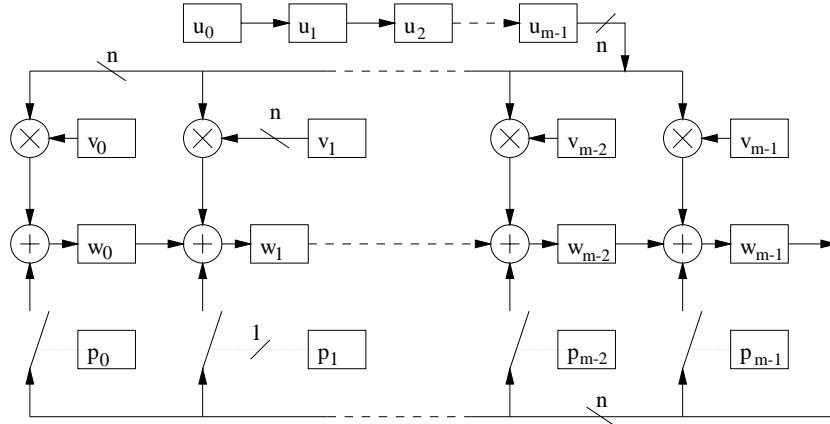 u0 u1 u2 um-1
n n
n
v0 v1 vm-2 vm-1
w0 w1 wm-2 wm-1
1
p0 p1 pm-2 pm-1
n